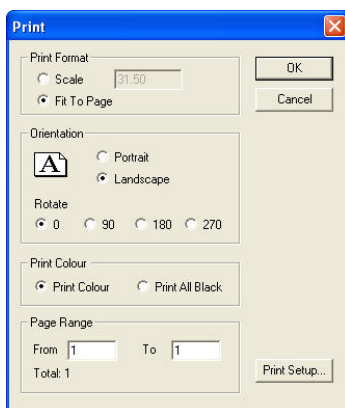 Print
Print Format
Scale 31.50
Fit To Page
OK
Cancel
Orientation
A
Portrait
Landscape
Rotate
0 90 180 270
Print Colour
Print Colour Print All Black
Page Range
From 1 To 1
Total: 1
Print Setup...